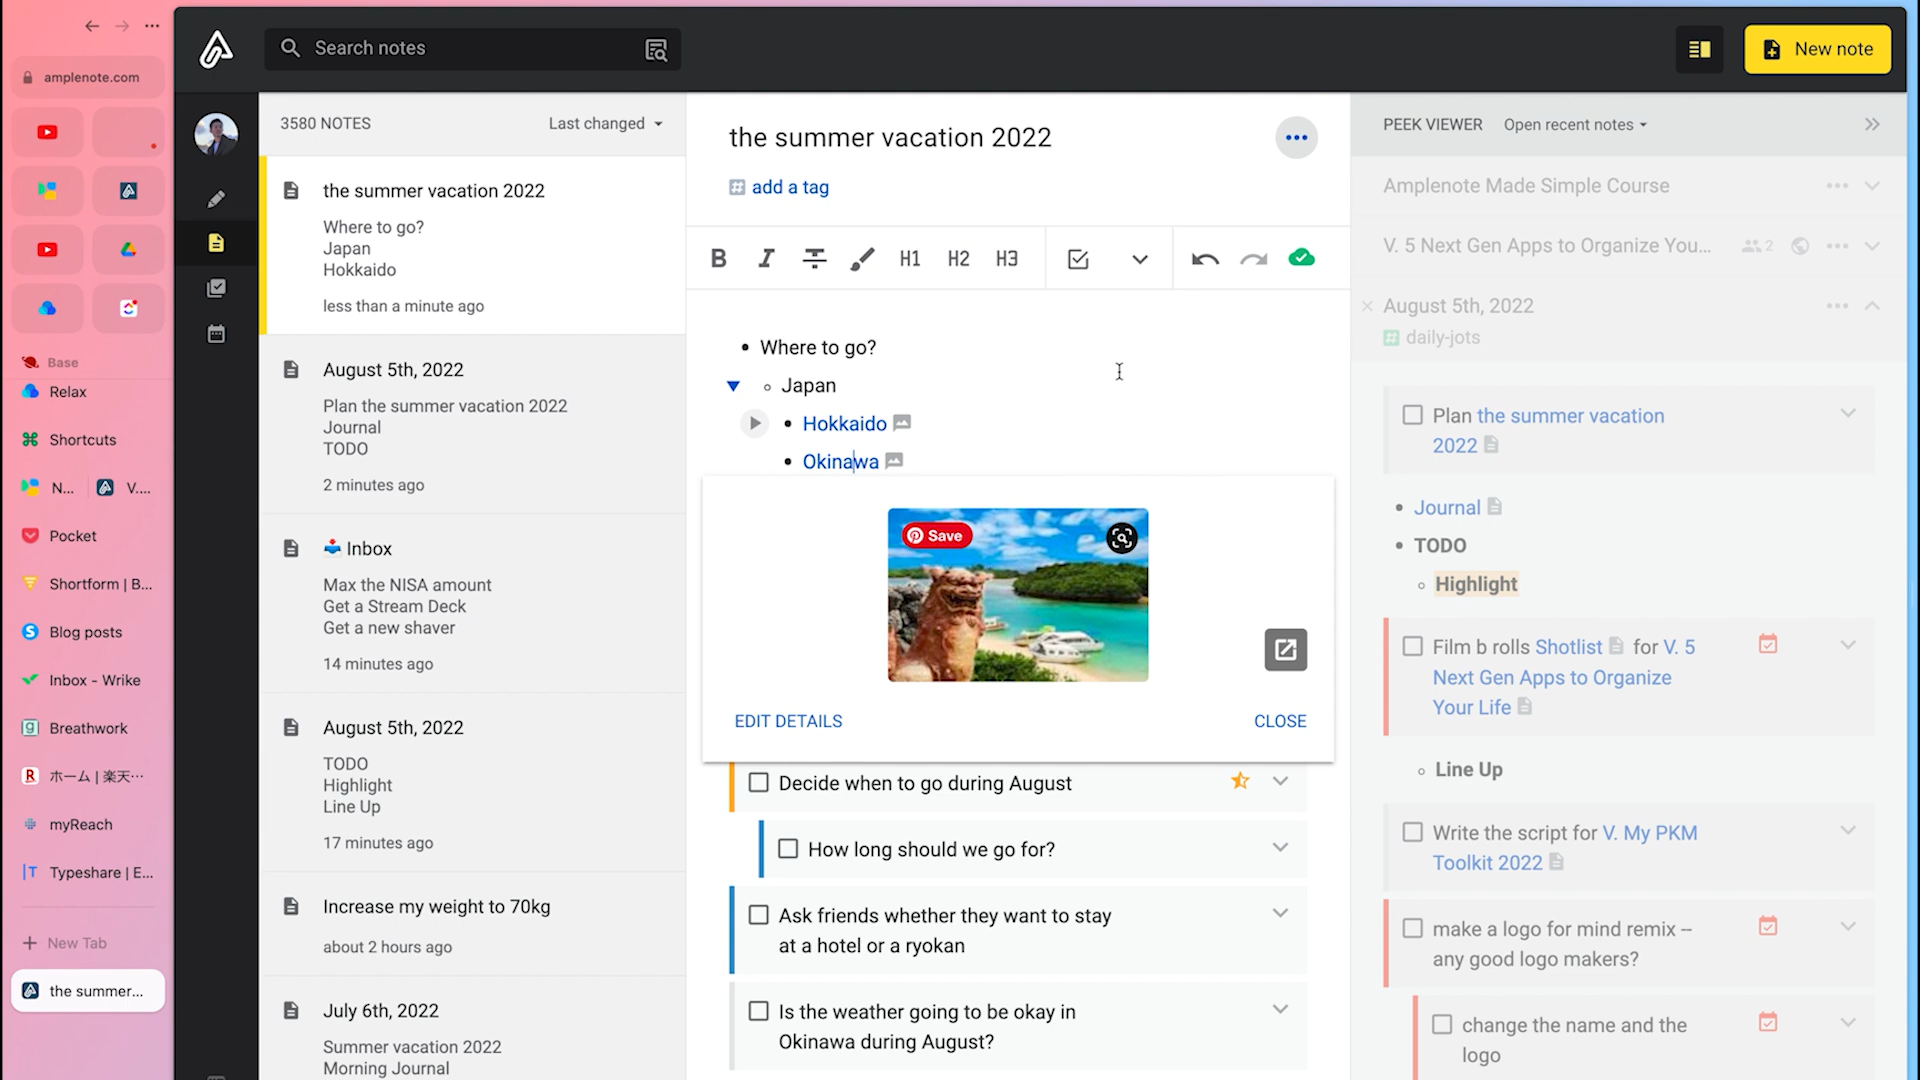 amplenote.com
Base
Relax
Shortcuts
N...
V....
Pocket
Shortform | B...
Blog posts
Inbox - Wrike
Breathwork
ホーム | 楽天…
myReach
Typeshare | E...
New Tab
the summer...
Search notes
New note
3580 NOTES
Last changed
the summer vacation 2022
Where to go?
Japan
Hokkaido
less than a minute ago
August 5th, 2022
Plan the summer vacation 2022
Journal
TODO
2 minutes ago
Inbox
Max the NISA amount
Get a Stream Deck
Get a new shaver
14 minutes ago
August 5th, 2022
TODO
Highlight
Line Up
17 minutes ago
Increase my weight to 70kg
about 2 hours ago
July 6th, 2022
Summer vacation 2022
Morning Journal
the summer vacation 2022
add a tag
B I H1 H2 H3
Where to go?
Japan
Hokkaido
Okinawa
Save
EDIT DETAILS
CLOSE
Decide when to go during August
How long should we go for?
Ask friends whether they want to stay
at a hotel or a ryokan
Is the weather going to be okay in
Okinawa during August?
PEEK VIEWER
Open recent notes
Amplenote Made Simple Course
V. 5 Next Gen Apps to Organize You...
2
August 5th, 2022
daily-jots
Plan the summer vacation
2022
Journal
TODO
Highlight
Film b rolls Shotlist for V. 5
Next Gen Apps to Organize
Your Life
Line Up
Write the script for V. My PKM
Toolkit 2022
make a logo for mind remix --
any good logo makers?
change the name and the
logo